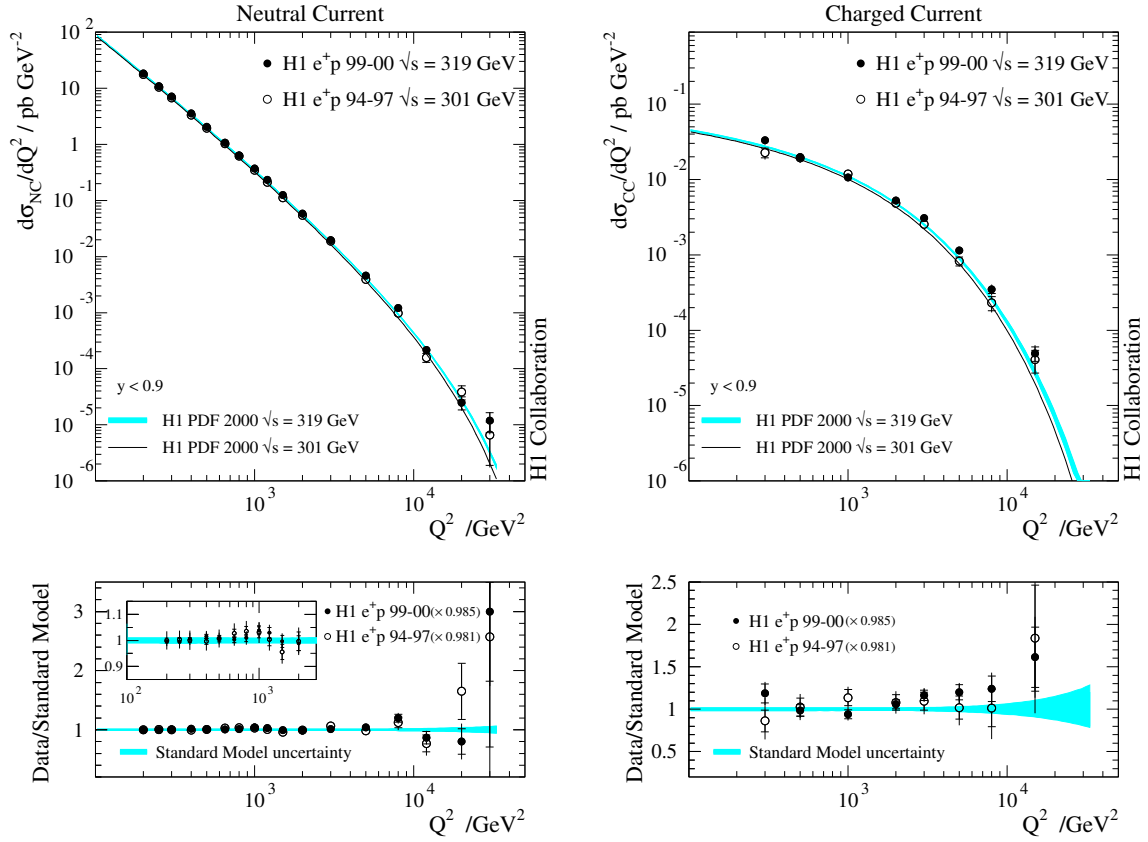 Neutral Current
dσ_NC/dQ² / pb GeV⁻²
10²
10
1
10⁻¹
10⁻²
10⁻³
10⁻⁴
10⁻⁵
10⁻⁶
H1 e⁺p 99-00 √s = 319 GeV
H1 e⁺p 94-97 √s = 301 GeV
y < 0.9
H1 PDF 2000 √s = 319 GeV
H1 PDF 2000 √s = 301 GeV
H1 Collaboration
10³ 10⁴
Q² /GeV²
Charged Current
dσ_CC/dQ² / pb GeV⁻²
10⁻¹
10⁻²
10⁻³
10⁻⁴
10⁻⁵
10⁻⁶
H1 e⁺p 99-00 √s = 319 GeV
H1 e⁺p 94-97 √s = 301 GeV
y < 0.9
H1 PDF 2000 √s = 319 GeV
H1 PDF 2000 √s = 301 GeV
H1 Collaboration
10³ 10⁴
Q² /GeV²
Data/Standard Model
3
2
1
1.1
1
0.9
10² 10³
H1 e⁺p 99-00 (× 0.985)
H1 e⁺p 94-97 (× 0.981)
Standard Model uncertainty
10³ 10⁴
Q² /GeV²
Data/Standard Model
2.5
2
1.5
1
0.5
H1 e⁺p 99-00 (× 0.985)
H1 e⁺p 94-97 (× 0.981)
Standard Model uncertainty
10³ 10⁴
Q² /GeV²